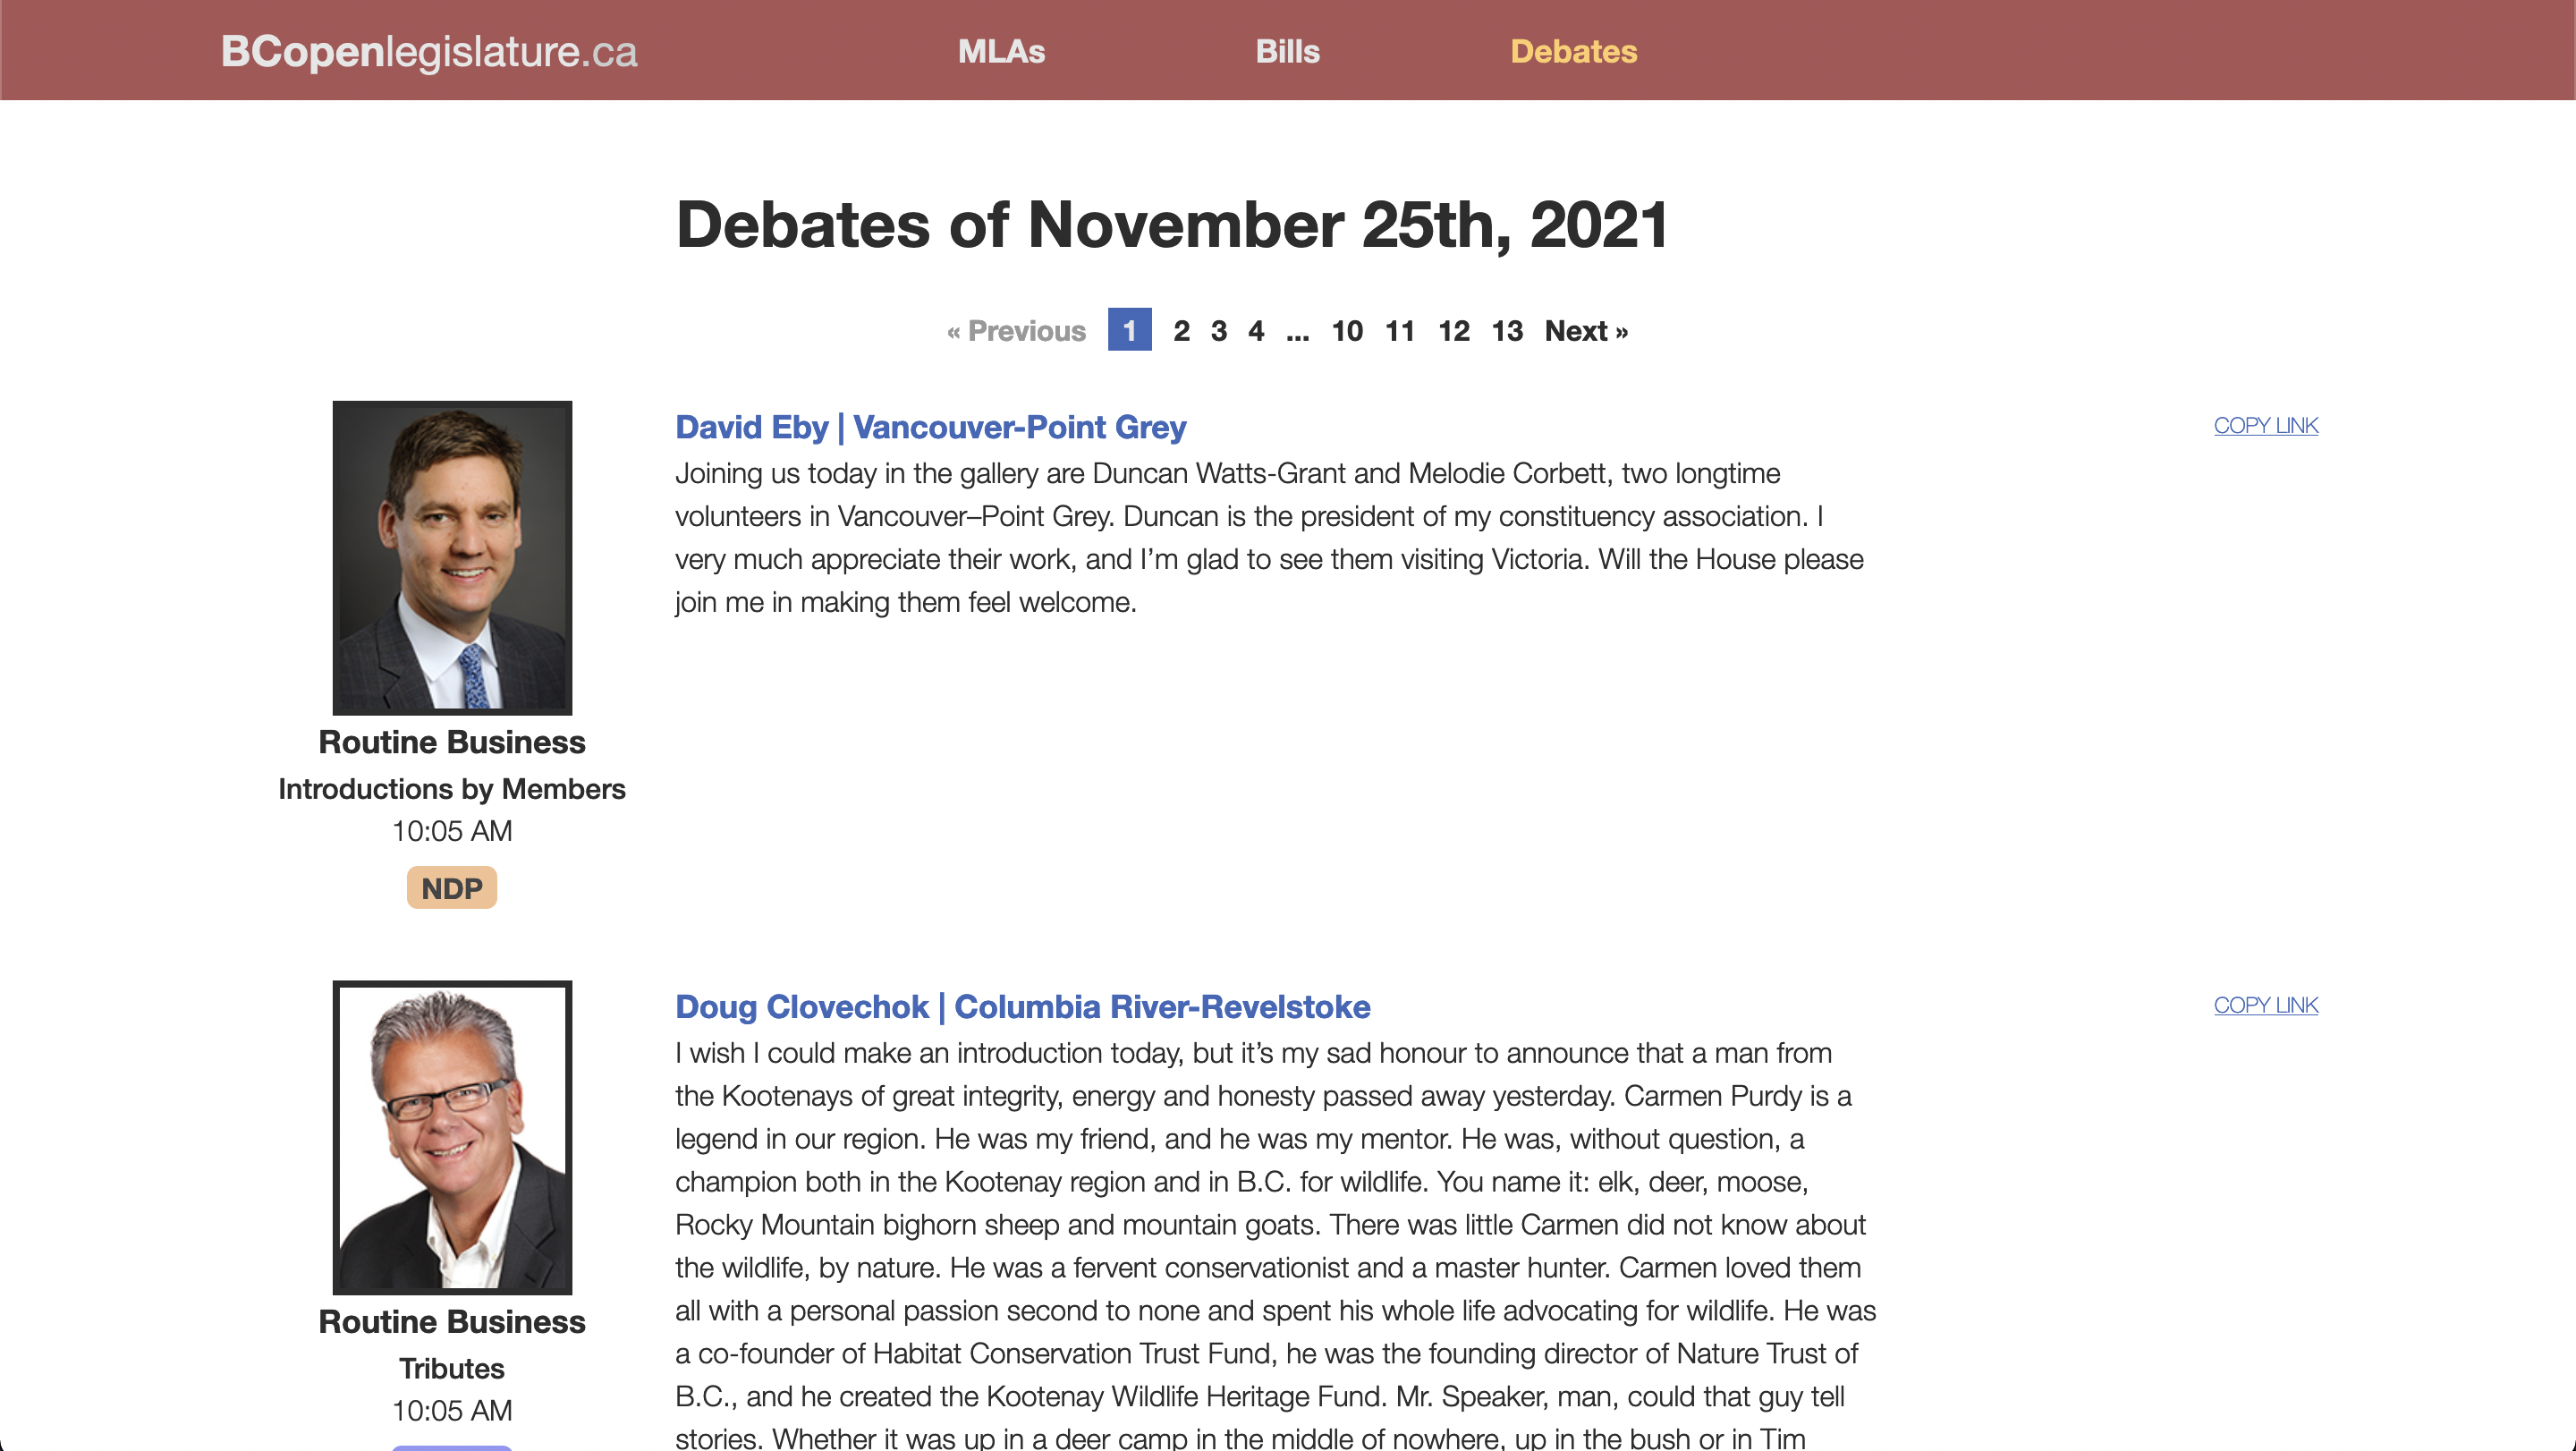 BCopenlegislature.ca MLAs Bills Debates
Debates of November 25th, 2021
« Previous 1 2 3 4 ... 10 11 12 13 Next »
David Eby | Vancouver-Point Grey
COPY LINK
Joining us today in the gallery are Duncan Watts-Grant and Melodie Corbett, two longtime
volunteers in Vancouver–Point Grey. Duncan is the president of my constituency association. I
very much appreciate their work, and I’m glad to see them visiting Victoria. Will the House please
join me in making them feel welcome.
Routine Business
Introductions by Members
10:05 AM
NDP
Doug Clovechok | Columbia River-Revelstoke
COPY LINK
I wish I could make an introduction today, but it’s my sad honour to announce that a man from
the Kootenays of great integrity, energy and honesty passed away yesterday. Carmen Purdy is a
legend in our region. He was my friend, and he was my mentor. He was, without question, a
champion both in the Kootenay region and in B.C. for wildlife. You name it: elk, deer, moose,
Rocky Mountain bighorn sheep and mountain goats. There was little Carmen did not know about
the wildlife, by nature. He was a fervent conservationist and a master hunter. Carmen loved them
all with a personal passion second to none and spent his whole life advocating for wildlife. He was
a co-founder of Habitat Conservation Trust Fund, he was the founding director of Nature Trust of
B.C., and he created the Kootenay Wildlife Heritage Fund. Mr. Speaker, man, could that guy tell
stories. Whether it was up in a deer camp in the middle of nowhere, up in the bush or in Tim
Routine Business
Tributes
10:05 AM